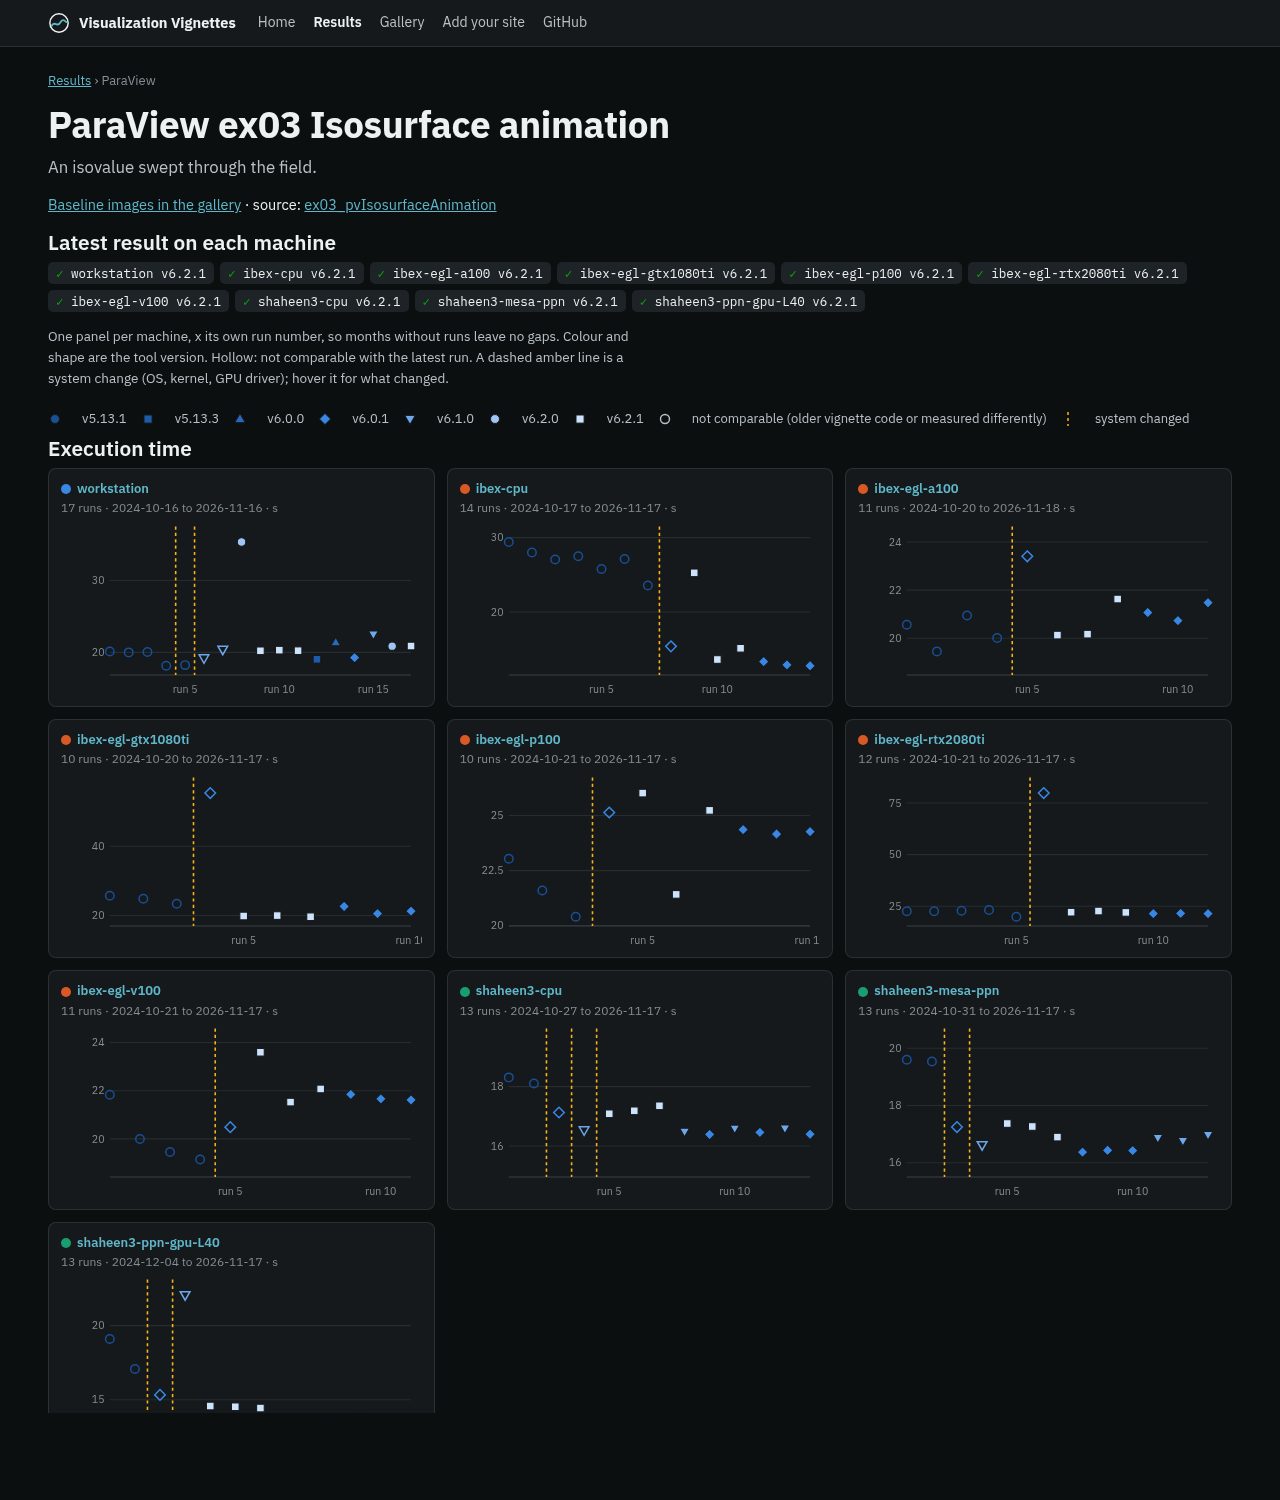 Visualization Vignettes Home Results Gallery Add your site GitHub
Results › ParaView
ParaView ex03 Isosurface animation
An isovalue swept through the field.
Baseline images in the gallery · source: ex03_pvIsosurfaceAnimation
Latest result on each machine
✓ workstation v6.2.1 ✓ ibex-cpu v6.2.1 ✓ ibex-egl-a100 v6.2.1 ✓ ibex-egl-gtx1080ti v6.2.1 ✓ ibex-egl-p100 v6.2.1 ✓ ibex-egl-rtx2080ti v6.2.1
✓ ibex-egl-v100 v6.2.1 ✓ shaheen3-cpu v6.2.1 ✓ shaheen3-mesa-ppn v6.2.1 ✓ shaheen3-ppn-gpu-L40 v6.2.1
One panel per machine, x its own run number, so months without runs leave no gaps. Colour and
shape are the tool version. Hollow: not comparable with the latest run. A dashed amber line is a
system change (OS, kernel, GPU driver); hover it for what changed.
v5.13.1 v5.13.3 v6.0.0 v6.0.1 v6.1.0 v6.2.0 v6.2.1 not comparable (older vignette code or measured differently) system changed
Execution time
workstation
17 runs · 2024-10-16 to 2026-11-16 · s
30
20
run 5 run 10 run 15
ibex-cpu
14 runs · 2024-10-17 to 2026-11-17 · s
30
20
run 5 run 10
ibex-egl-a100
11 runs · 2024-10-20 to 2026-11-18 · s
24
22
20
run 5 run 10
ibex-egl-gtx1080ti
10 runs · 2024-10-20 to 2026-11-17 · s
40
20
run 5 run 10
ibex-egl-p100
10 runs · 2024-10-21 to 2026-11-17 · s
25
22.5
20
run 5 run 1
ibex-egl-rtx2080ti
12 runs · 2024-10-21 to 2026-11-17 · s
75
50
25
run 5 run 10
ibex-egl-v100
11 runs · 2024-10-21 to 2026-11-17 · s
24
22
20
run 5 run 10
shaheen3-cpu
13 runs · 2024-10-27 to 2026-11-17 · s
18
16
run 5 run 10
shaheen3-mesa-ppn
13 runs · 2024-10-31 to 2026-11-17 · s
20
18
16
run 5 run 10
shaheen3-ppn-gpu-L40
13 runs · 2024-12-04 to 2026-11-17 · s
20
15